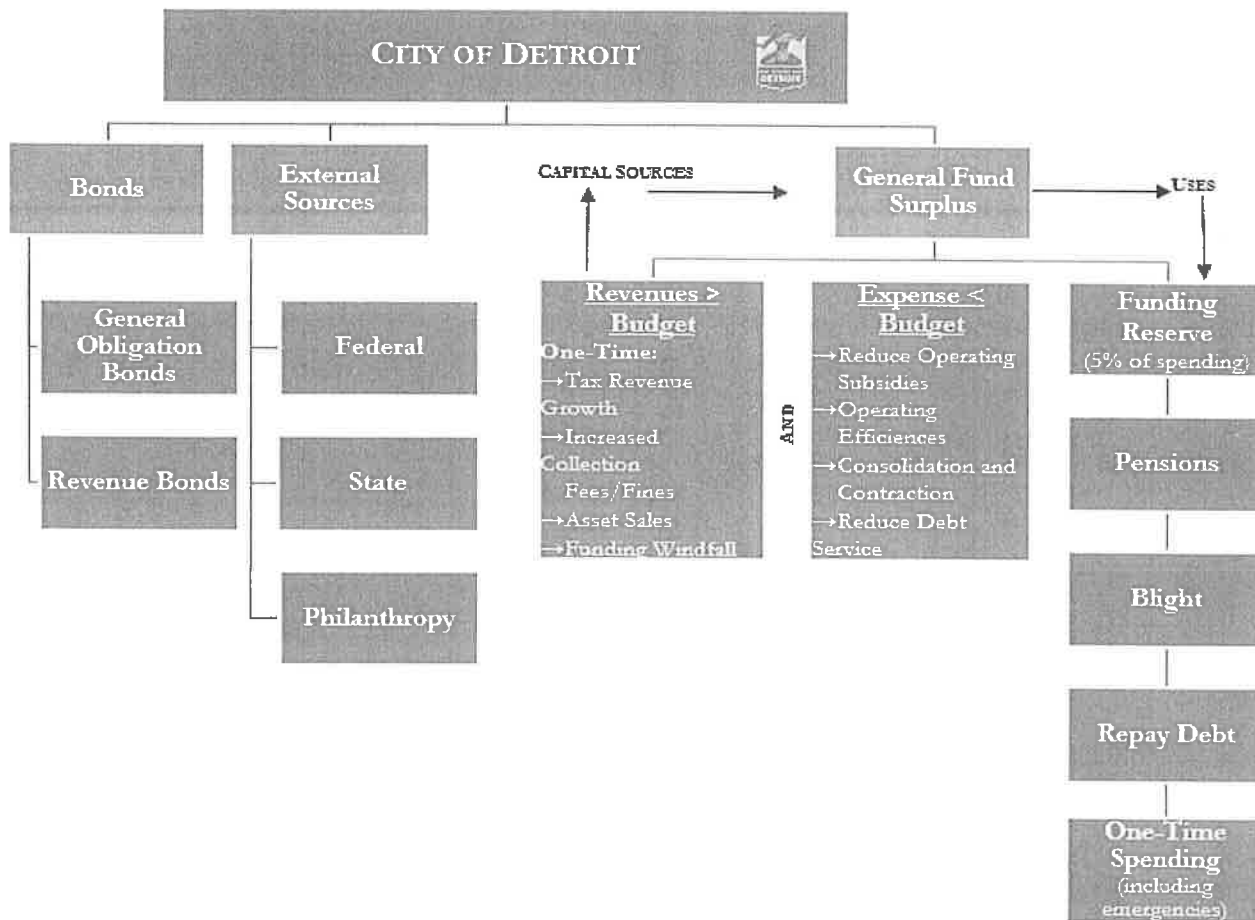 CITY OF DETROIT
DETROIT
Bonds
External
Sources
CAPITAL SOURCES
General Fund
Surplus
USES
General
Obligation
Bonds
Revenue Bonds
Federal
State
Philanthropy
Revenues >
Budget
One-Time:
→Tax Revenue
Growth
→Increased
Collection
Fees/Fines
→Asset Sales
→Funding Windfall
AND
Expense <
Budget
→Reduce Operating
Subsidies
→Operating
Efficiences
→Consolidation and
Contraction
→Reduce Debt
Service
Funding
Reserve
(5% of spending)
Pensions
Blight
Repay Debt
One-Time
Spending
(including
emergencies)